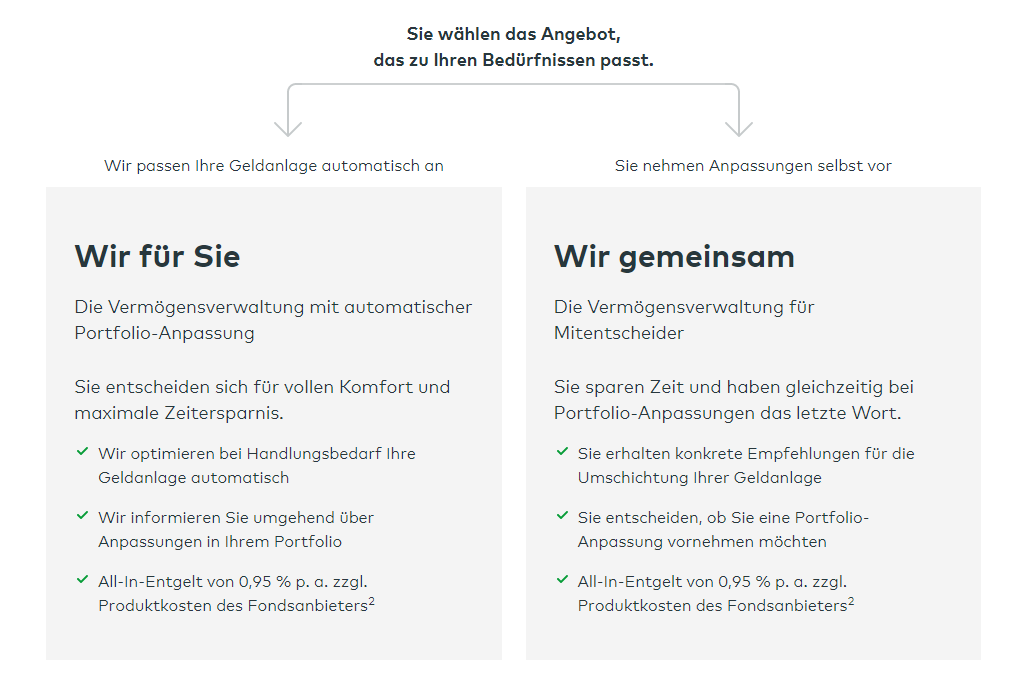 Sie wählen das Angebot,
das zu Ihren Bedürfnissen passt.
Wir passen Ihre Geldanlage automatisch an
Wir für Sie
Die Vermögensverwaltung mit automatischer
Portfolio-Anpassung
Sie entscheiden sich für vollen Komfort und
maximale Zeitersparnis.
Wir optimieren bei Handlungsbedarf Ihre
Geldanlage automatisch
Wir informieren Sie umgehend über
Anpassungen in Ihrem Portfolio
All-In-Entgelt von 0,95 % p. a. zzgl.
Produktkosten des Fondsanbieters²
Sie nehmen Anpassungen selbst vor
Wir gemeinsam
Die Vermögensverwaltung für
Mitentscheider
Sie sparen Zeit und haben gleichzeitig bei
Portfolio-Anpassungen das letzte Wort.
Sie erhalten konkrete Empfehlungen für die
Umschichtung Ihrer Geldanlage
Sie entscheiden, ob Sie eine Portfolio-
Anpassung vornehmen möchten
All-In-Entgelt von 0,95 % p. a. zzgl.
Produktkosten des Fondsanbieters²